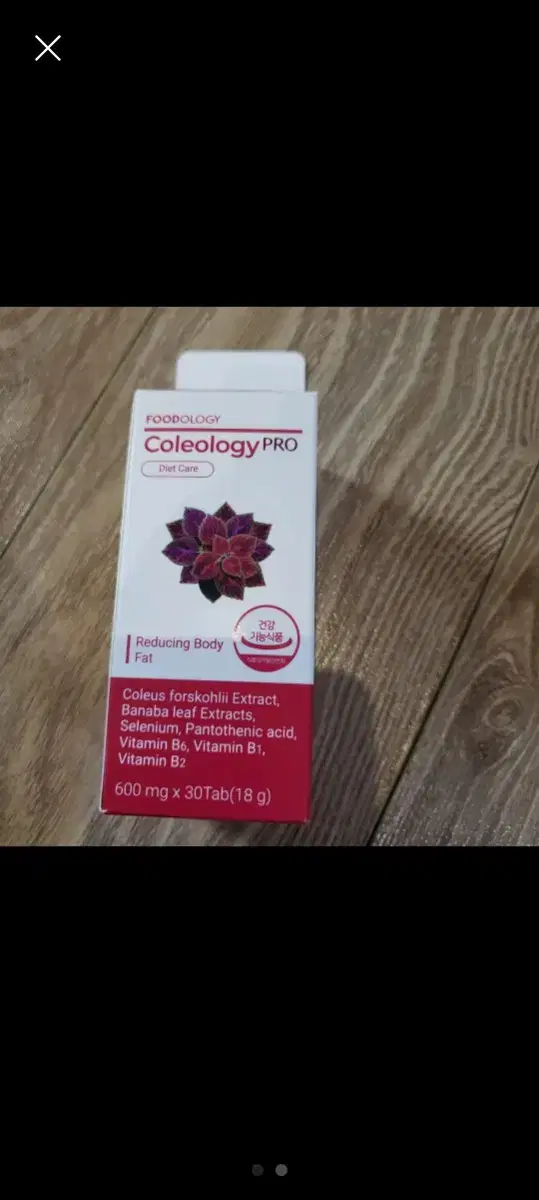 FOODOLOGY
Coleology PRO
Diet Care
건강
기능식품
Reducing Body
Fat
Coleus forskohlii Extract,
Banaba leaf Extracts,
Selenium, Pantothenic acid,
Vitamin B6, Vitamin B1,
Vitamin B2
600 mg x 30Tab(18 g)